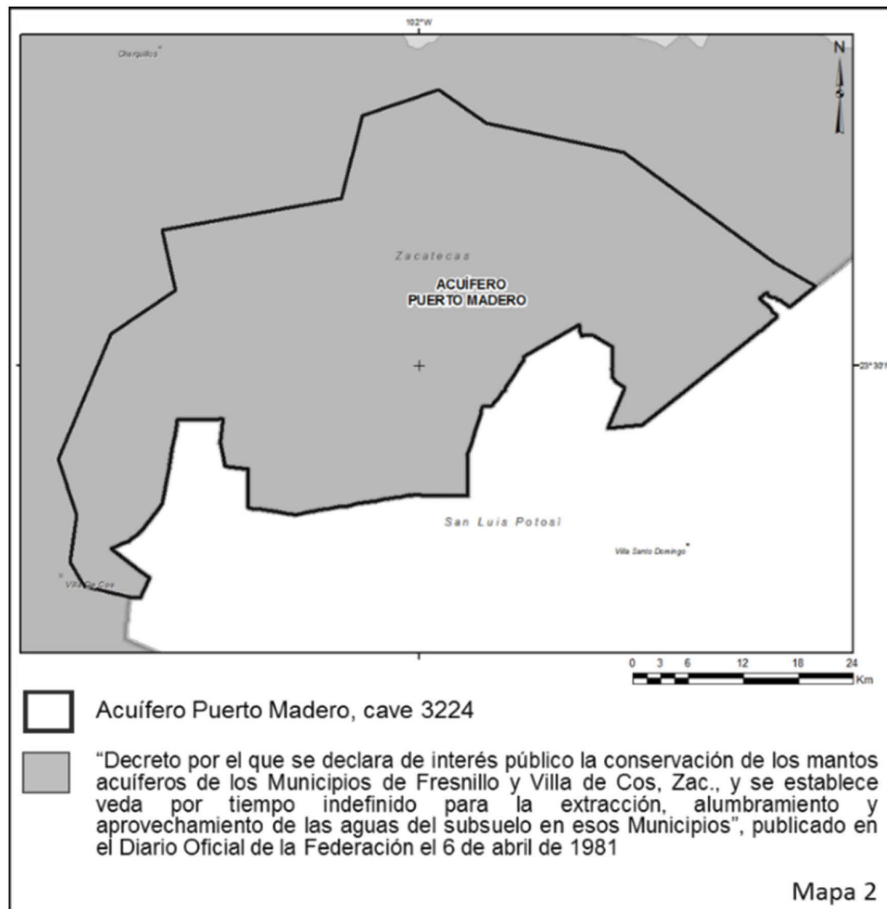 102°W
Charquillos
N
Zacatecas
ACUÍFERO
PUERTO MADERO
23°30'N
San Luis Potosí
Villa Santo Domingo
Villa De Cos
0 3 6 12 18 24
Km
Acuífero Puerto Madero, cave 3224
“Decreto por el que se declara de interés público la conservación de los mantos
acuíferos de los Municipios de Fresnillo y Villa de Cos, Zac., y se establece
veda por tiempo indefinido para la extracción, alumbramiento y
aprovechamiento de las aguas del subsuelo en esos Municipios”, publicado en
el Diario Oficial de la Federación el 6 de abril de 1981
Mapa 2